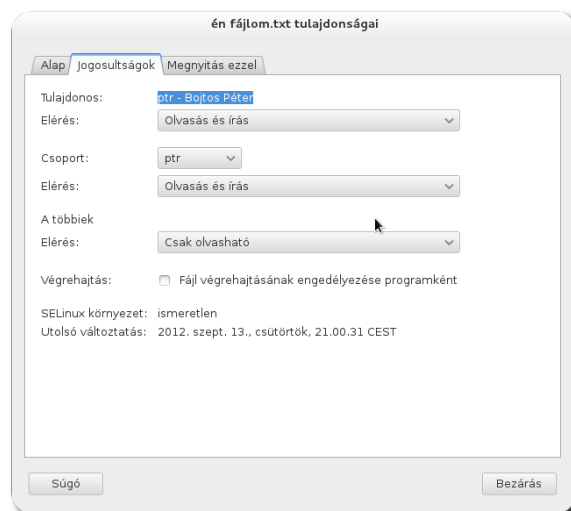 én fájlom.txt tulajdonságai
Alap Jogosultságok Megnyitás ezzel
Tulajdonos: ptr - Bojtos Péter
Elérés: Olvasás és írás
Csoport: ptr
Elérés: Olvasás és írás
A többiek
Elérés: Csak olvasható
Végrehajtás: Fájl végrehajtásának engedélyezése programként
SELinux környezet: ismeretlen
Utolsó változtatás: 2012. szept. 13., csütörtök, 21.00.31 CEST
Súgó Bezárás